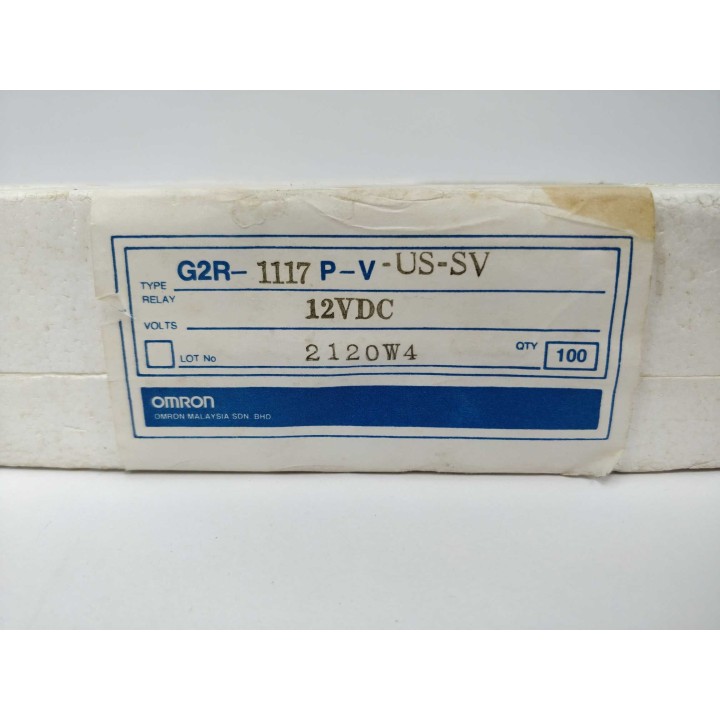 TYPE G2R-1117 P-V-US-SV
RELAY
VOLTS 12VDC
LOT No 2120W4 QTY 100
OMRON
OMRON MALAYSIA SDN. BHD.